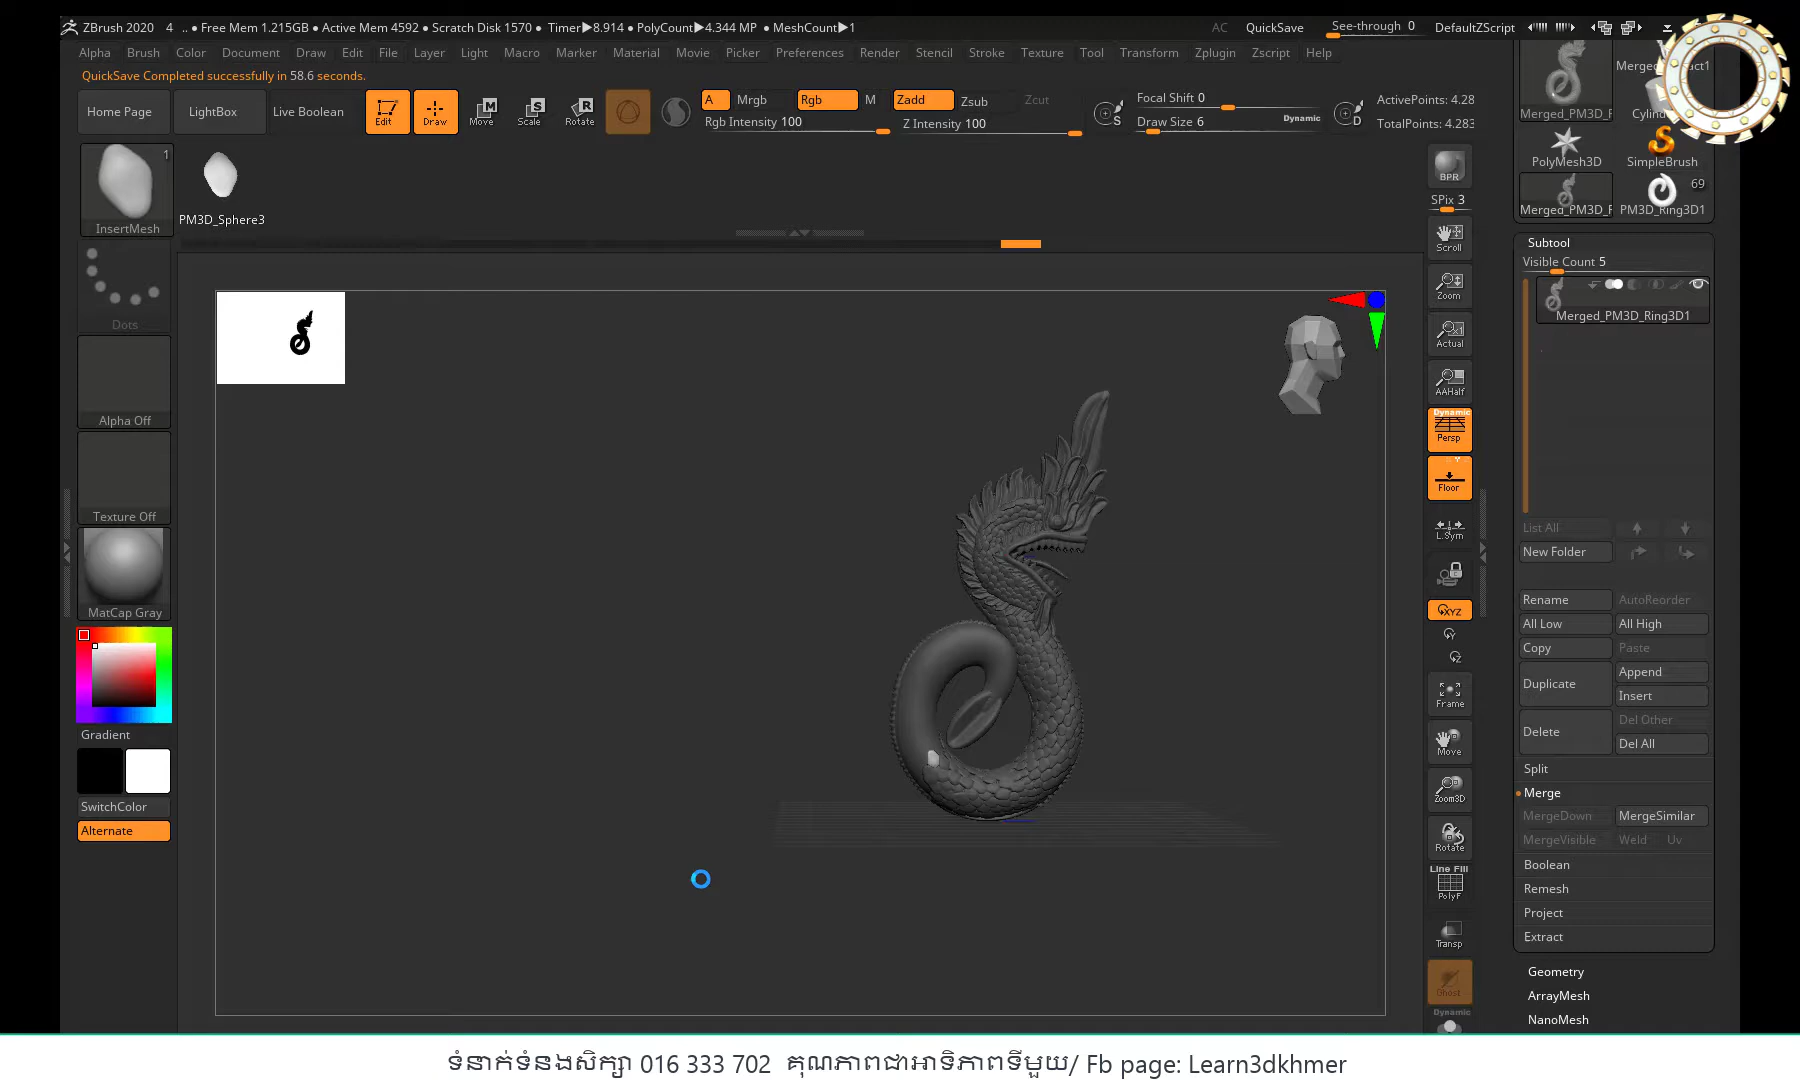 ZBrush 2020 4 .. ● Free Mem 1.215GB ● Active Mem 4592 ● Scratch Disk 1570 ● Timer▶8.914 ● PolyCount▶4.344 MP ● MeshCount▶1 AC QuickSave See-through 0 DefaultZScript
Alpha Brush Color Document Draw Edit File Layer Light Macro Marker Material Movie Picker Preferences Render Stencil Stroke Texture Tool Transform Zplugin Zscript Help
QuickSave Completed successfully in 58.6 seconds.
Home Page LightBox Live Boolean Edit Draw Move Scale Rotate
A Mrgb Rgb M Zadd Zsub Zcut
Rgb Intensity 100 Z Intensity 100
Focal Shift 0
Draw Size 6 Dynamic
ActivePoints: 4.28
TotalPoints: 4.283
1
InsertMesh
PM3D_Sphere3
Dots
Alpha Off
Texture Off
MatCap Gray
Gradient
SwitchColor
Alternate
BPR
SPix 3
Scroll
Zoom
Actual
AAHalf
Dynamic
Persp
Floor
L.Sym
XYZ
Y
Z
Frame
Move
Zoom3D
Rotate
Line Fill
PolyF
Transp
Ghost
Dynamic
PolyMesh3D SimpleBrush
69
PM3D_Ring3D1
Subtool
Visible Count 5
Merged_PM3D_Ring3D1
List All
New Folder
Rename AutoReorder
All Low All High
Copy Paste
Duplicate Append
Insert
Delete Del Other
Del All
Split
Merge
MergeDown MergeSimilar
MergeVisible Weld Uv
Boolean
Remesh
Project
Extract
Geometry
ArrayMesh
NanoMesh
ទំនាក់ទំនងសិក្សា 016 333 702 គុណភាពជាអាទិភាពទីមួយ/ Fb page: Learn3dkhmer